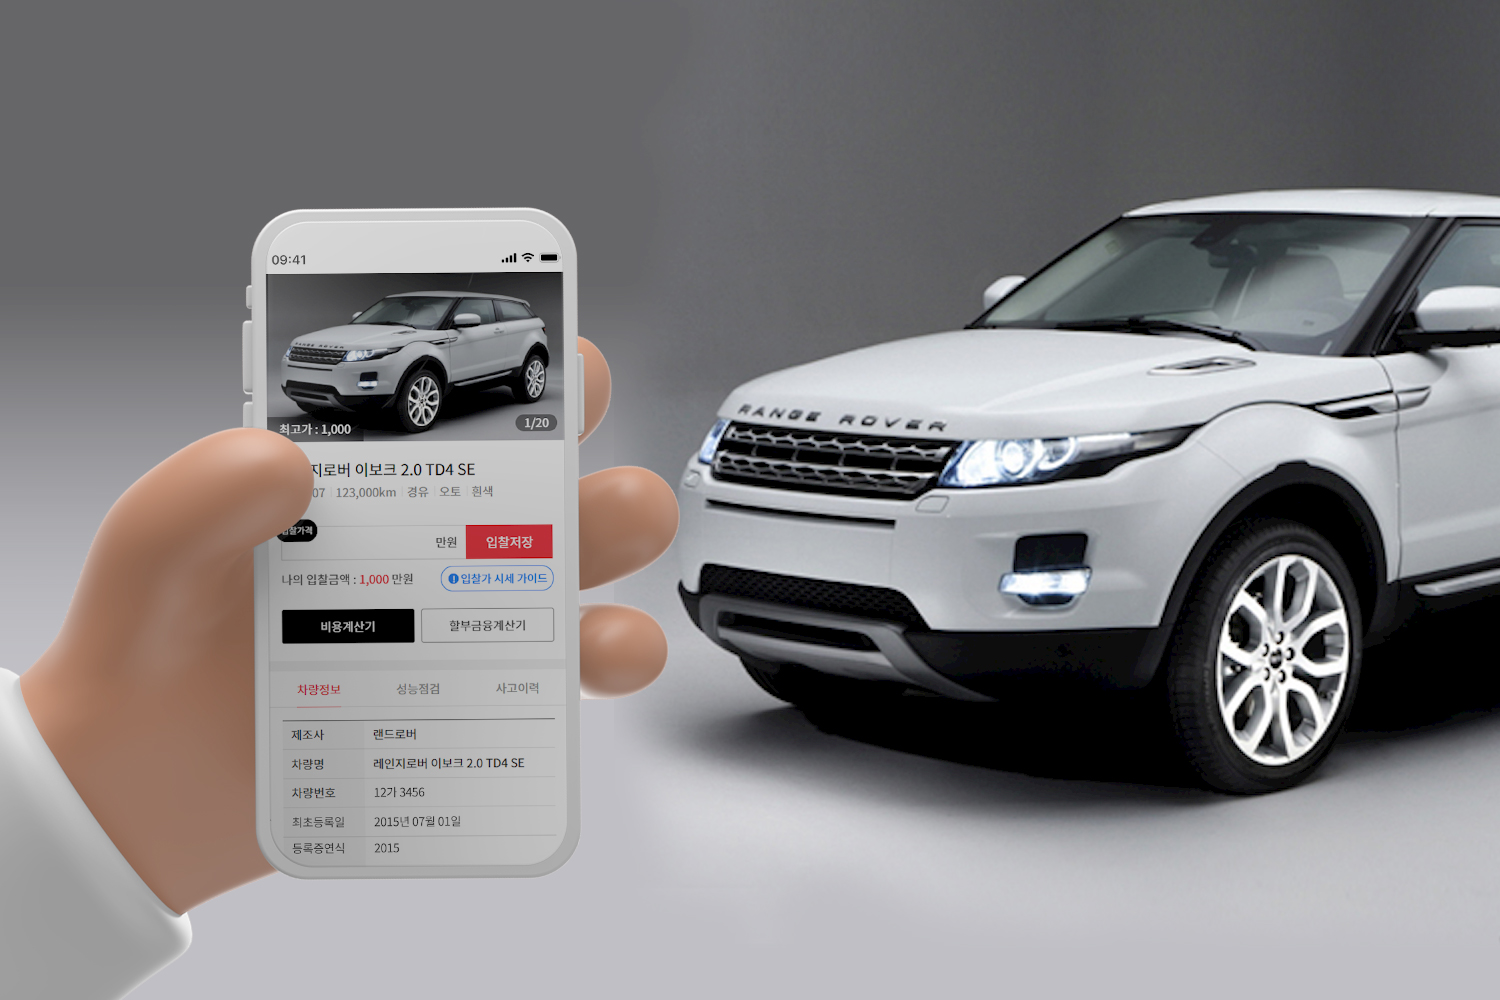 09:41
최고가 : 1,000
1/20
지로버 이보크 2.0 TD4 SE
07 123,000km 경유 오토 흰색
입찰가격
만원 입찰저장
나의 입찰금액 : 1,000 만원
입찰가 시세 가이드
비용계산기 할부금융계산기
차량정보 성능점검 사고이력
제조사 랜드로버
차량명 레인지로버 이보크 2.0 TD4 SE
차량번호 12가 3456
최초등록일 2015년 07월 01일
등록증연식 2015
RANGE ROVER